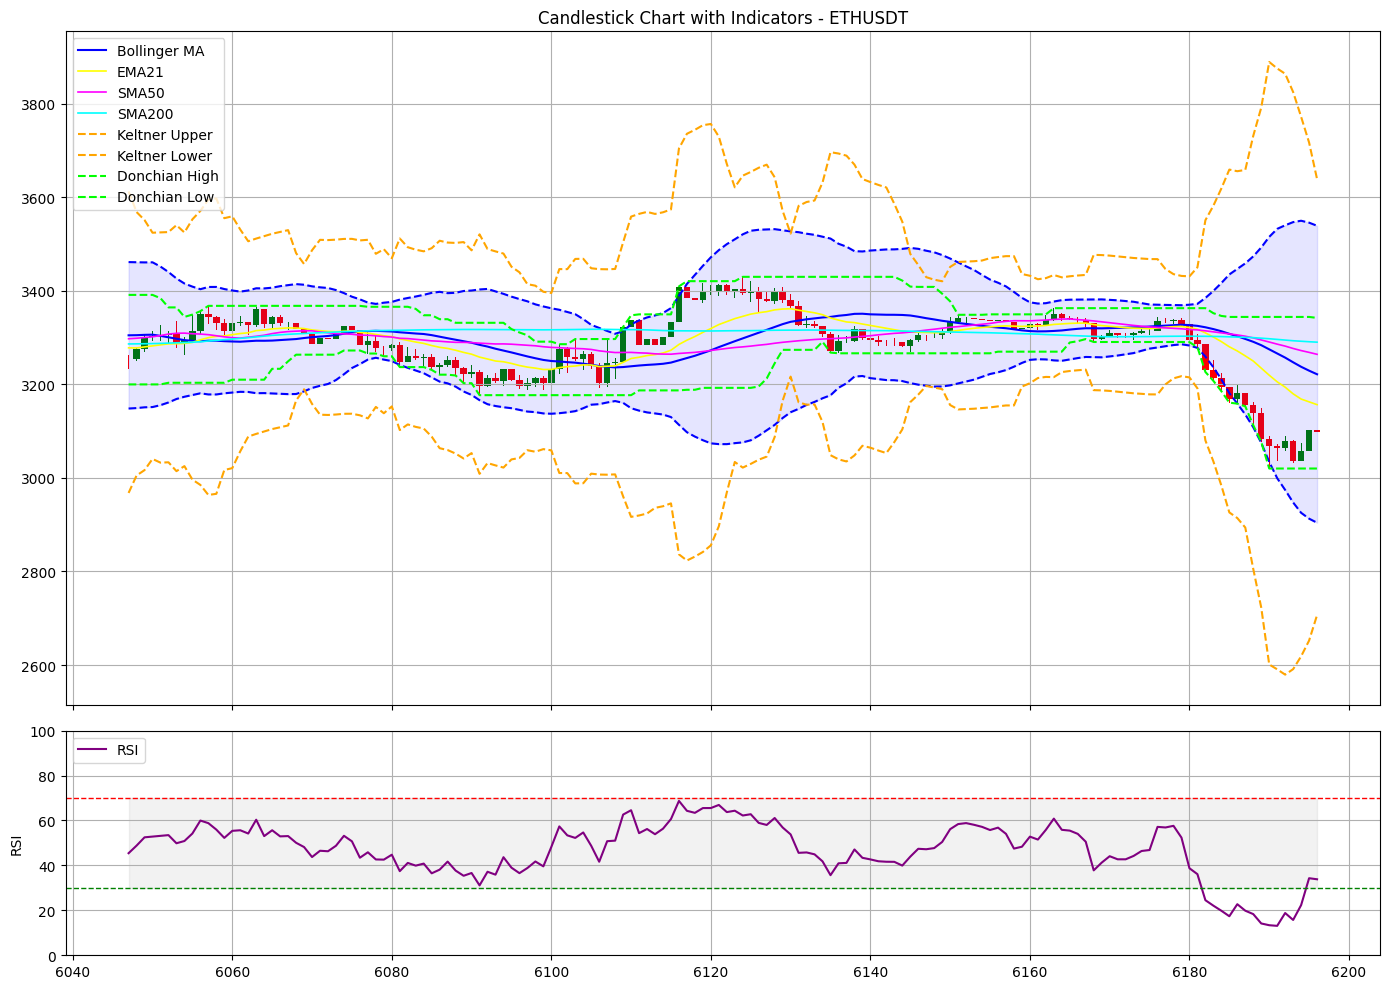 Candlestick Chart with Indicators - ETHUSDT
Bollinger MA
EMA21
SMA50
SMA200
Keltner Upper
Keltner Lower
Donchian High
Donchian Low
3800
3600
3400
3200
3000
2800
2600
RSI
100
80
60
40
20
0
RSI
6040
6060
6080
6100
6120
6140
6160
6180
6200